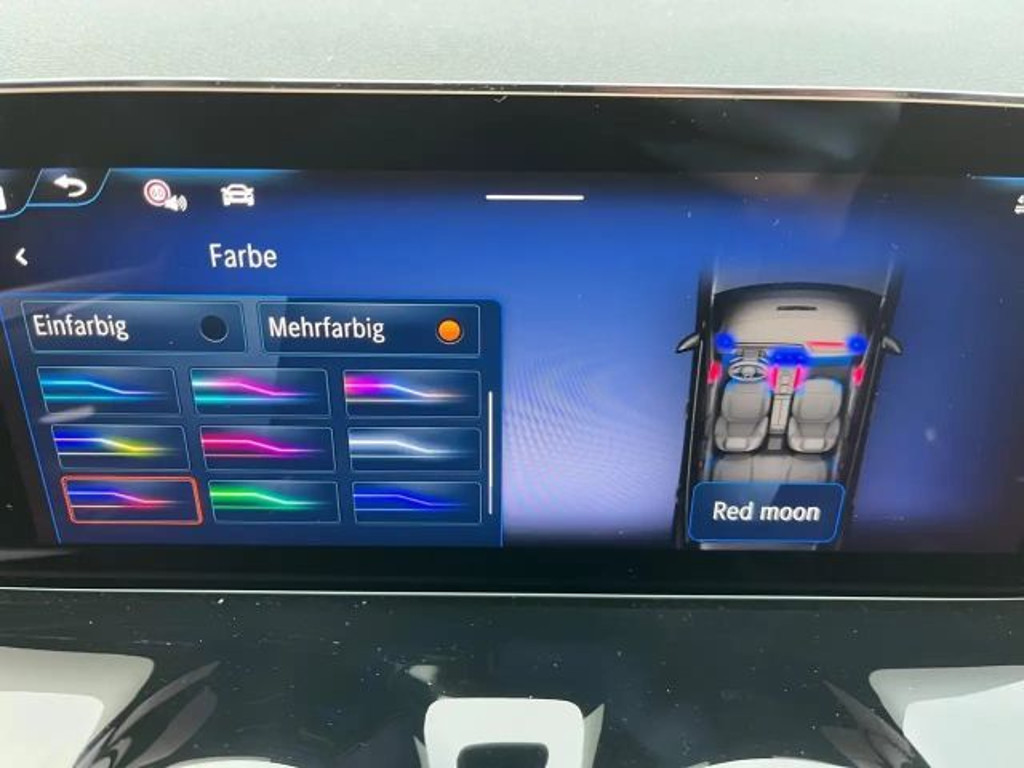 Farbe
Einfarbig
Mehrfarbig
Red moon